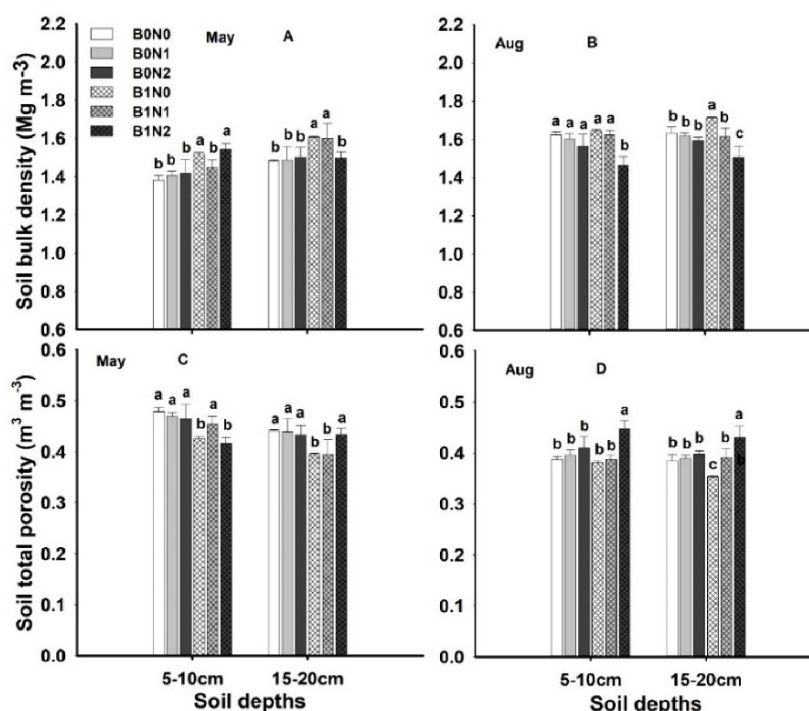 2.2
2.0
1.8
1.6
1.4
1.2
1.0
0.8
0.6
Soil bulk density (Mg m-3)
B0N0
B0N1
B0N2
B1N0
B1N1
B1N2
May A
b b b a b a
b b b a a b
2.2
2.0
1.8
1.6
1.4
1.2
1.0
0.8
0.6
Aug B
a a a a a b
b b b a b c
0.6
0.5
0.4
0.3
0.2
0.1
0.0
Soil total porosity (m³ m⁻³)
May C
a a a b a b
a a a b b a
5-10cm 15-20cm
Soil depths
0.6
0.5
0.4
0.3
0.2
0.1
0.0
Aug D
b b b b b a
b b b c b a
b
5-10cm 15-20cm
Soil depths